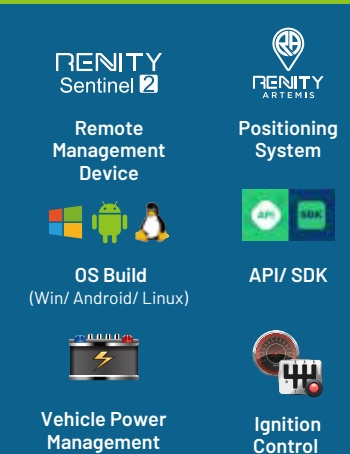 RENITY
Sentinel 2
RENITY
ARTEMIS
Remote
Management
Device
Positioning
System
API
SDK
OS Build
(Win/ Android/ Linux)
API/ SDK
Vehicle Power
Management
Ignition
Control